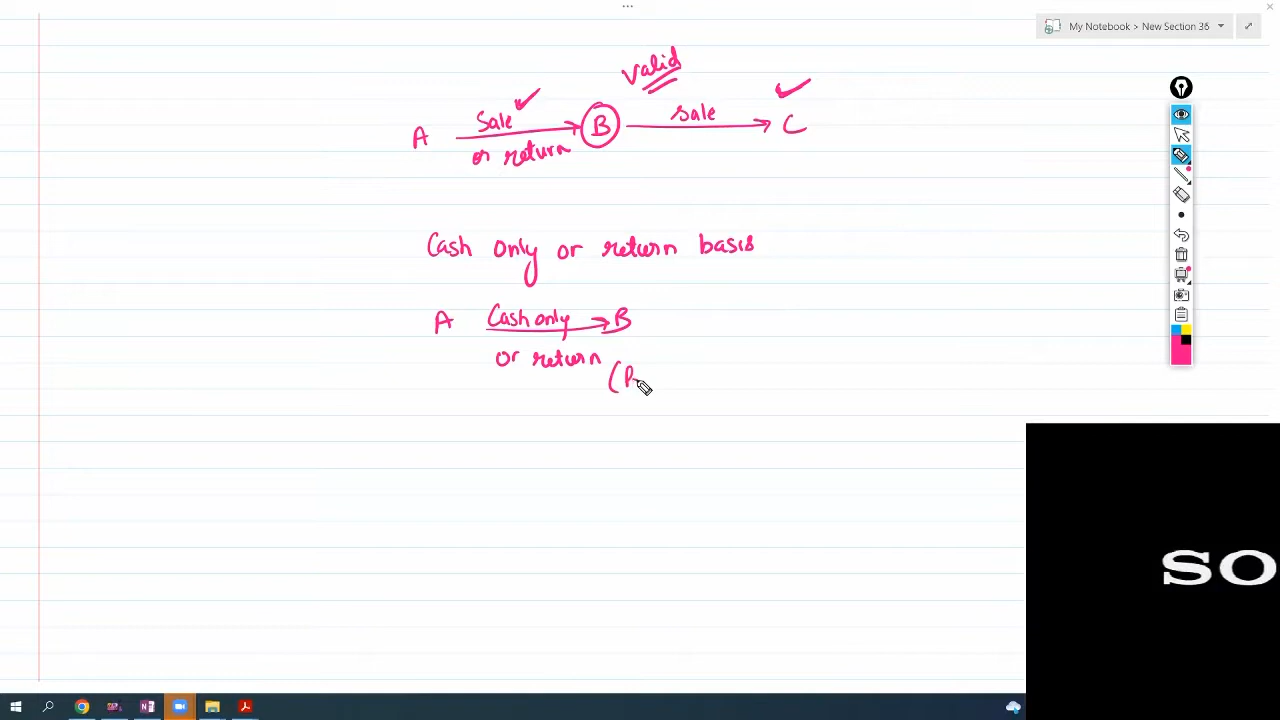 My Notebook > New Section 36
Valid
A Sale B sale C
or return
Cash only or return basis
A Cash only B
or return
(P
SO